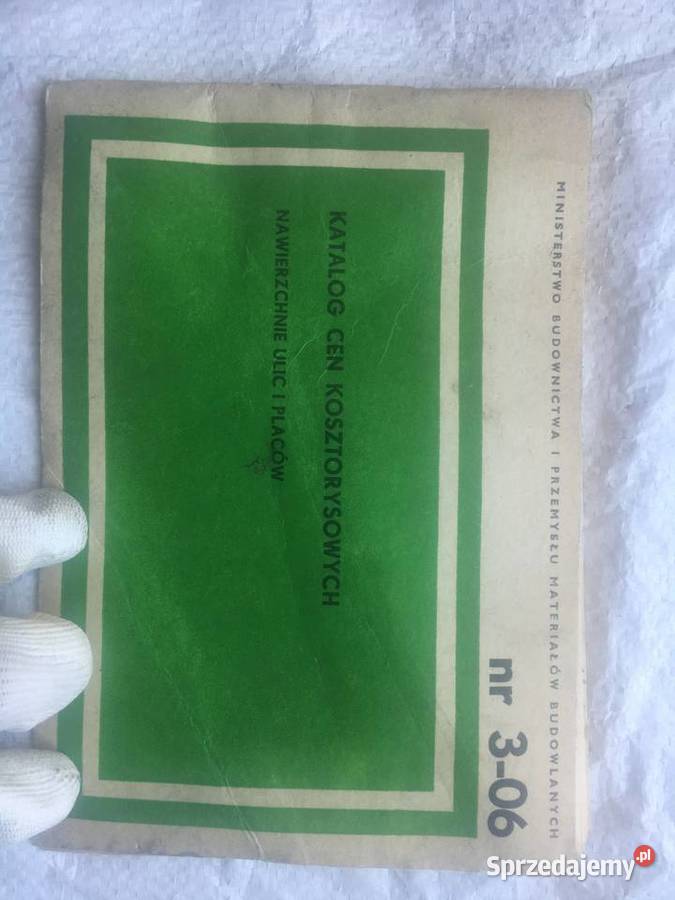 MINISTERSTWO BUDOWNICTWA I PRZEMYSŁU MATERIAŁÓW BUDOWLANYCH
nr 3-06
KATALOG CEN KOSZTORYSOWYCH
NAWIERZCHNIE ULIC I PLACÓW
Sprzedajemy.pl